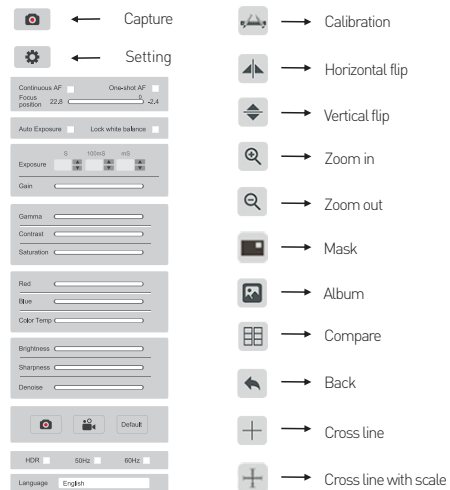 Capture
Setting
Continuous AF One-shot AF
Focus position 22.8 0 -2.4
Auto Exposure Lock white balance
S 100mS mS
Exposure
Gain
Gamma
Contrast
Saturation
Red
Blue
Color Temp
Brightness
Sharpness
Denoise
Default
HDR 50Hz 60Hz
Language English
Calibration
Horizontal flip
Vertical flip
Zoom in
Zoom out
Mask
Album
Compare
Back
Cross line
Cross line with scale